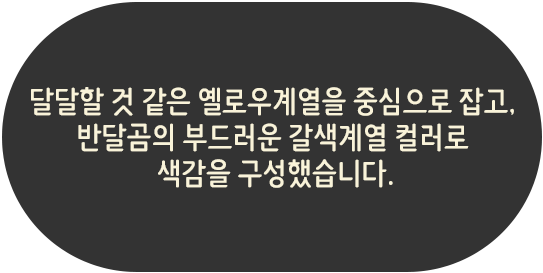 달달할 것 같은 옐로우계열을 중심으로 잡고,
반달곰의 부드러운 갈색계열 컬러로
색감을 구성했습니다.